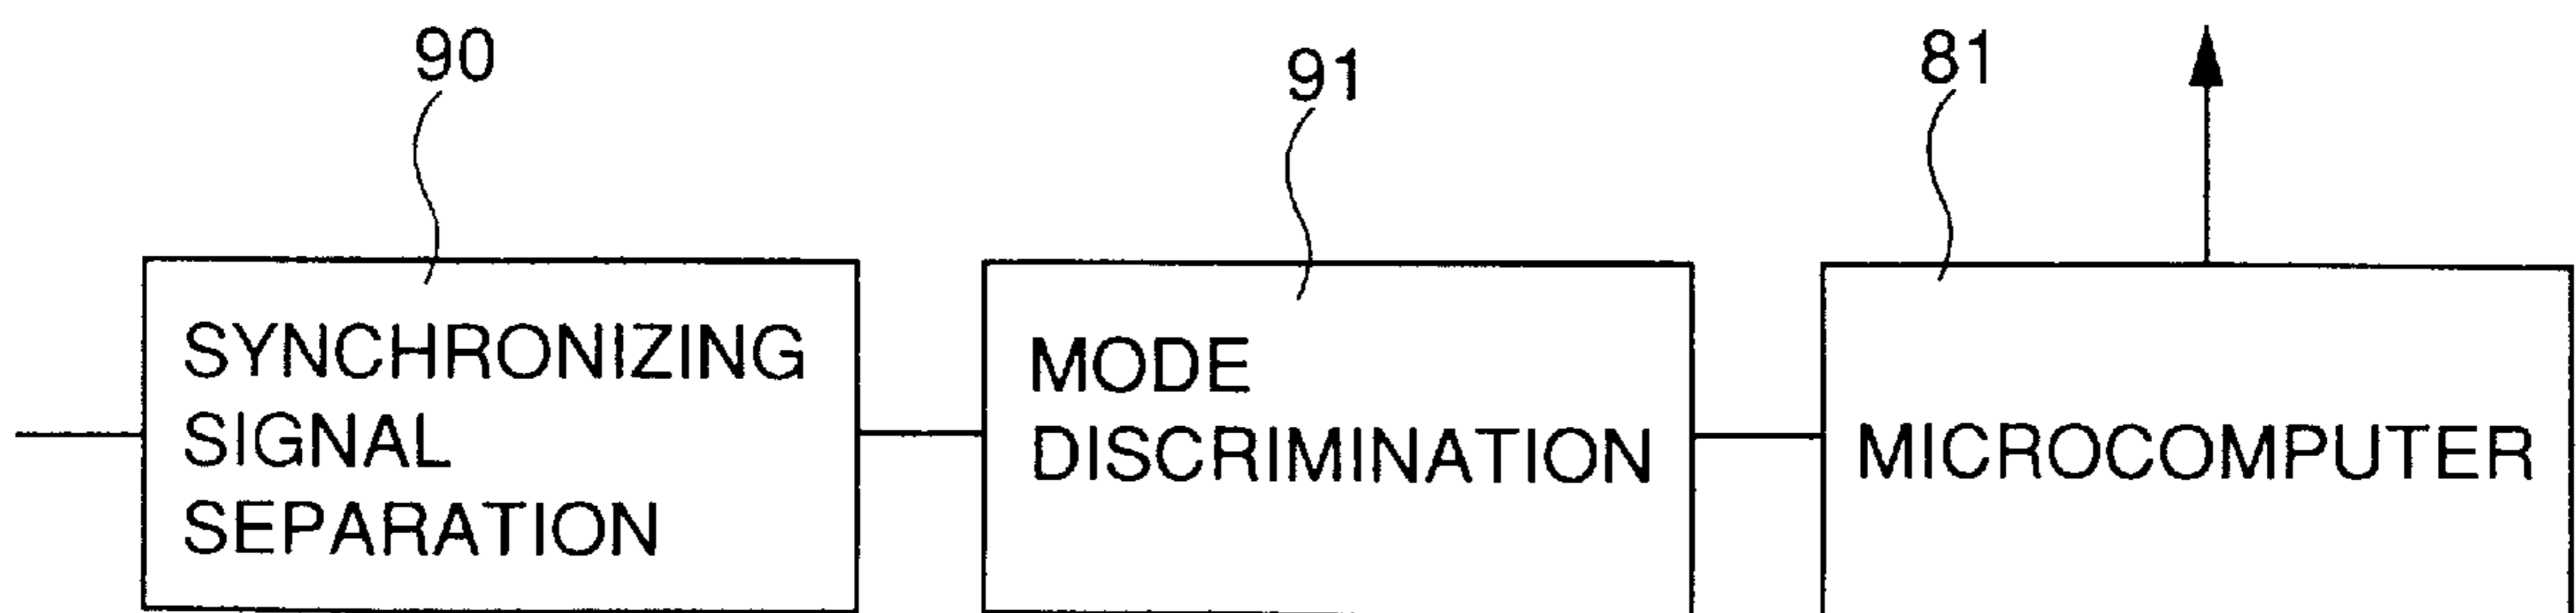 90
91
81
SYNCHRONIZING
SIGNAL
SEPARATION
MODE
DISCRIMINATION
MICROCOMPUTER